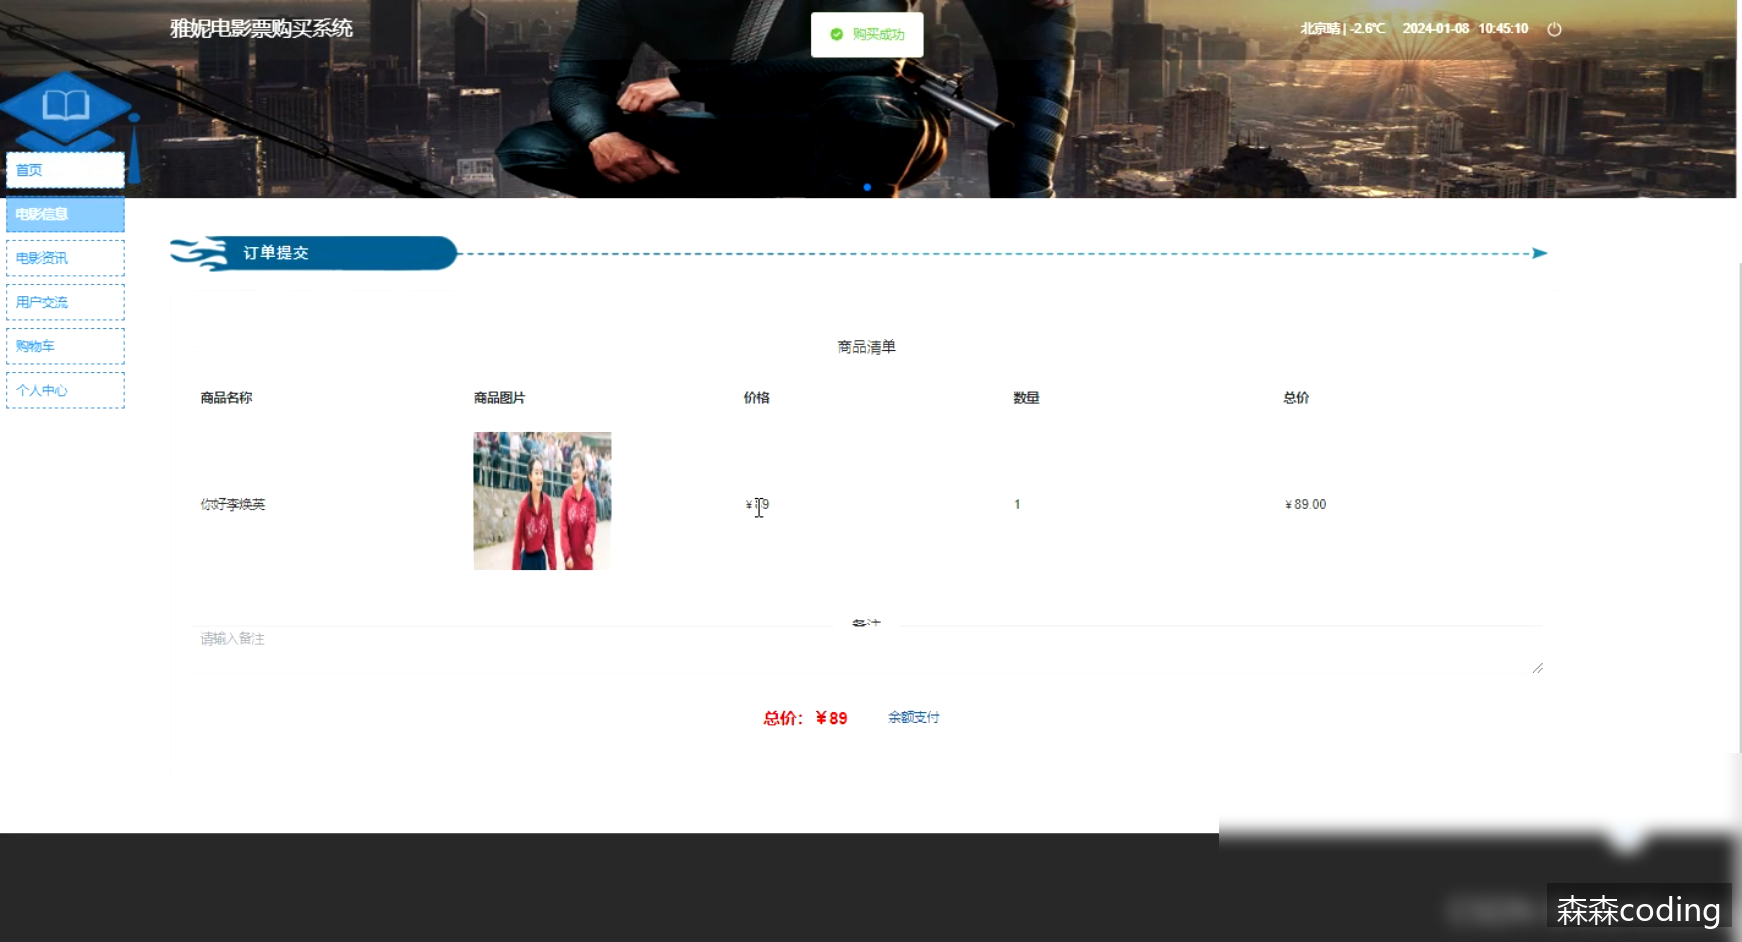 雅妮电影票购买系统
购买成功
北京晴 | -2.6℃ 2024-01-08 10:45:10
首页
电影信息
电影资讯
用户交流
购物车
个人中心
订单提交
商品清单
商品名称 商品图片 价格 数量 总价
你好李焕英 1 ¥89.00
备注
请输入备注
总价：￥89 余额支付
森森coding